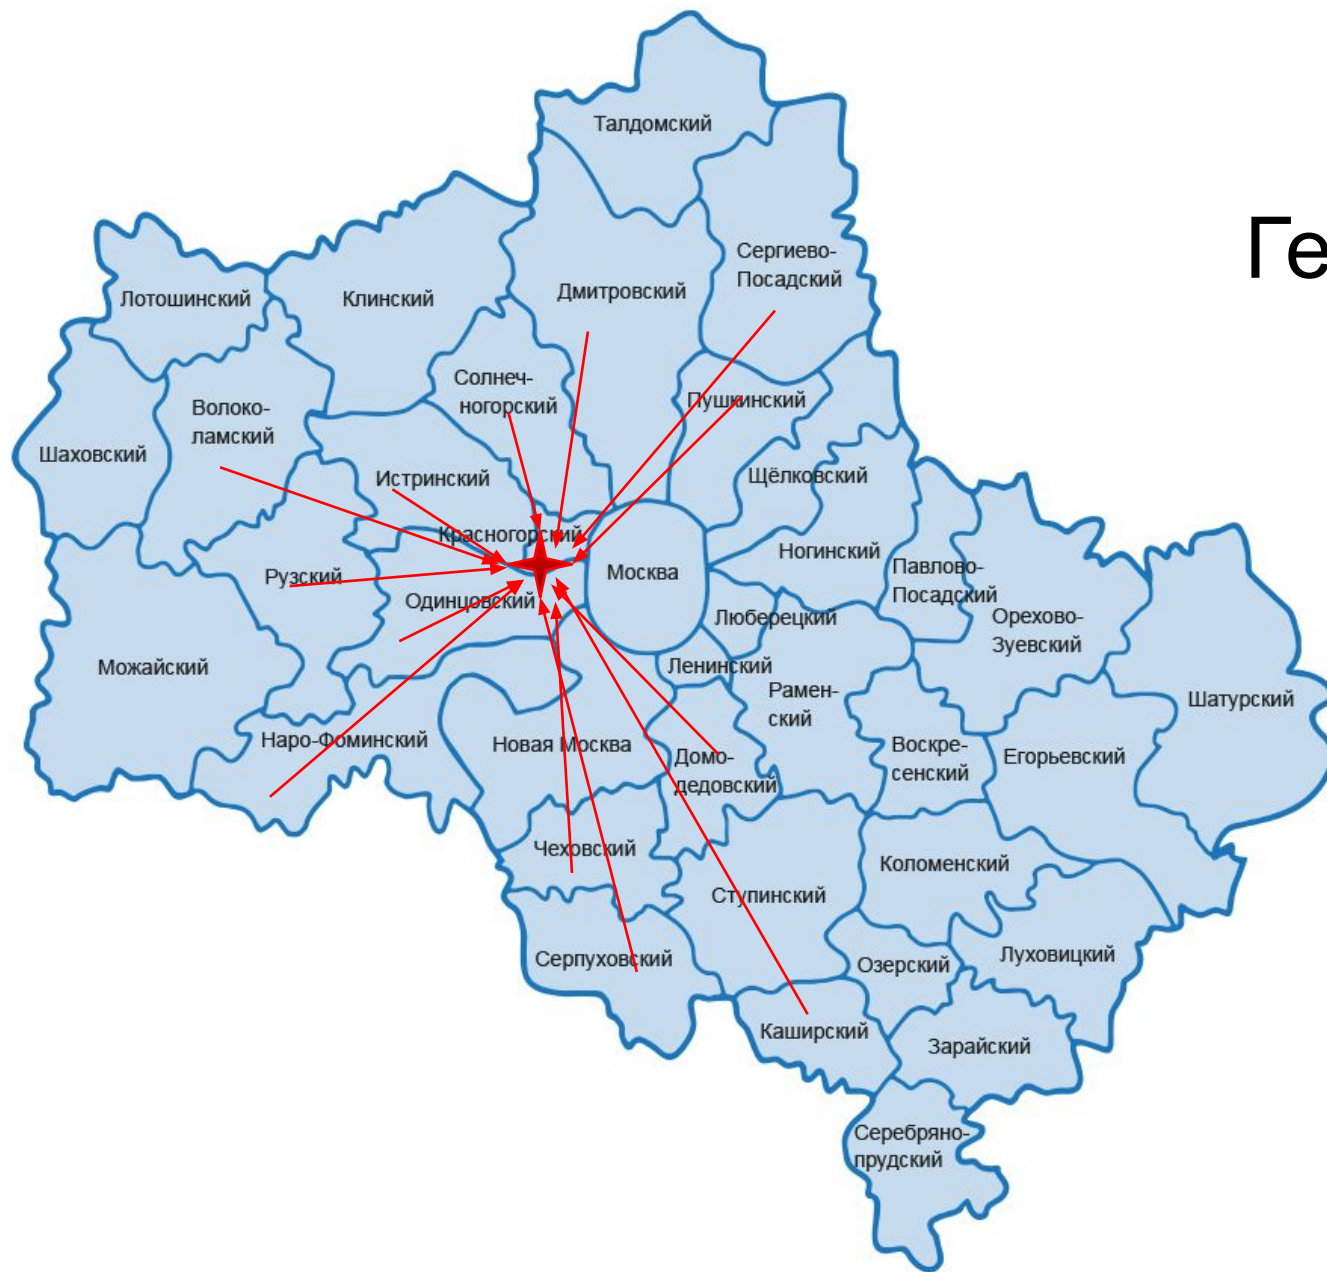 Талдомский
Ге
Сергиево-
Посадский
Лотошинский
Клинский
Дмитровский
Солнеч-
ногорский
Пушкинский
Волоко-
ламский
Шаховский
Истринский
Щёлковский
Красногорский
Ногинский
Москва
Павлово-
Посадский
Рузский
Одинцовский
Люберецкий
Орехово-
Зуевский
Можайский
Ленинский
Рамен-
ский
Шатурский
Наро-Фоминский
Новая Москва
Домо-
дедовский
Воскре-
сенский
Егорьевский
Чеховский
Коломенский
Ступинский
Серпуховский
Озерский
Луховицкий
Каширский
Зарайский
Серебряно-
прудский